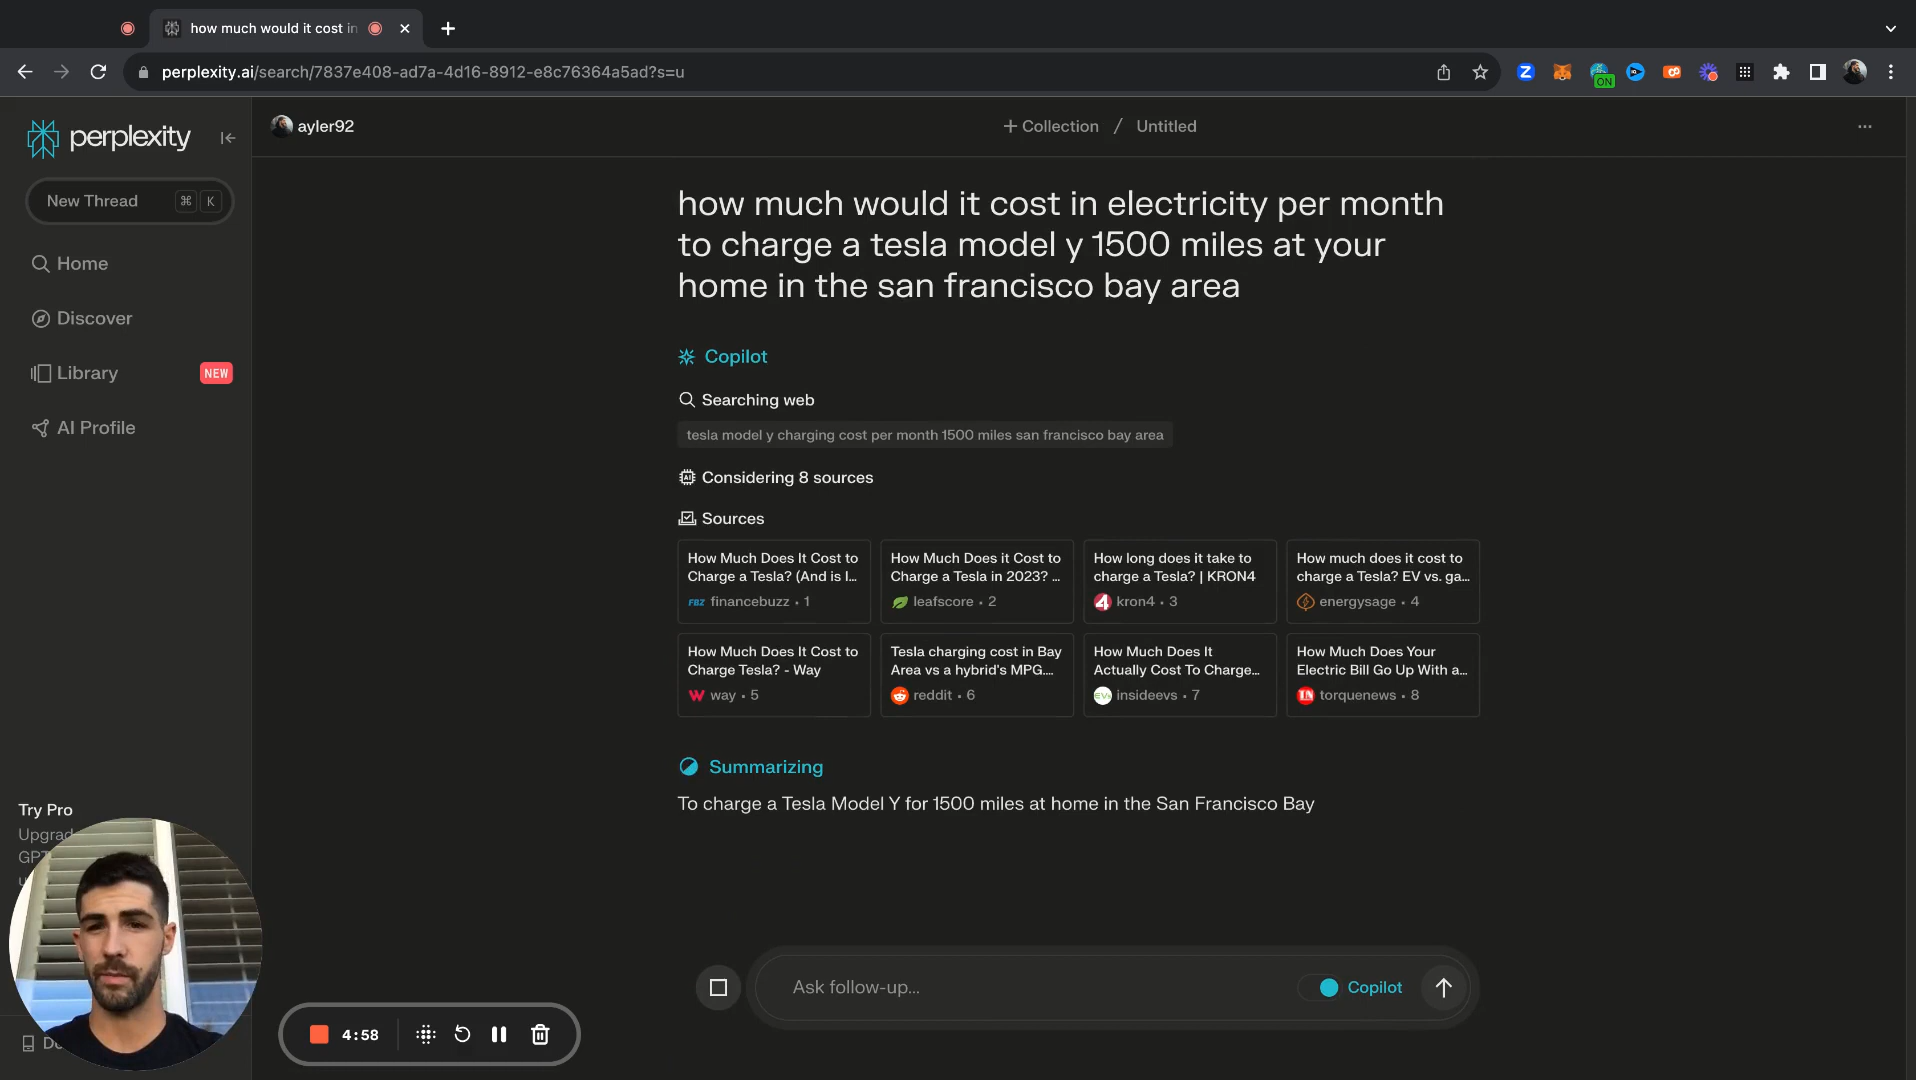 how much would it cost in
perplexity.ai/search/7837e408-ad7a-4d16-8912-e8c76364a5ad?s=u
ON
perplexity
New Thread ⌘ K
Home
Discover
Library NEW
AI Profile
Try Pro
Upgrad
GPT
ayler92
+ Collection / Untitled
how much would it cost in electricity per month
to charge a tesla model y 1500 miles at your
home in the san francisco bay area
Copilot
Searching web
tesla model y charging cost per month 1500 miles san francisco bay area
Considering 8 sources
Sources
How Much Does It Cost to
Charge a Tesla? (And is I...
FBZ financebuzz • 1
How Much Does it Cost to
Charge a Tesla in 2023? ...
leafscore • 2
How long does it take to
charge a Tesla? | KRON4
4 kron4 • 3
How much does it cost to
charge a Tesla? EV vs. ga...
energysage • 4
How Much Does It Cost to
Charge Tesla? - Way
way • 5
Tesla charging cost in Bay
Area vs a hybrid's MPG....
reddit • 6
How Much Does It
Actually Cost To Charge...
EVs insideevs • 7
How Much Does Your
Electric Bill Go Up With a...
TN torquenews • 8
Summarizing
To charge a Tesla Model Y for 1500 miles at home in the San Francisco Bay
Ask follow-up...
Copilot
4:58